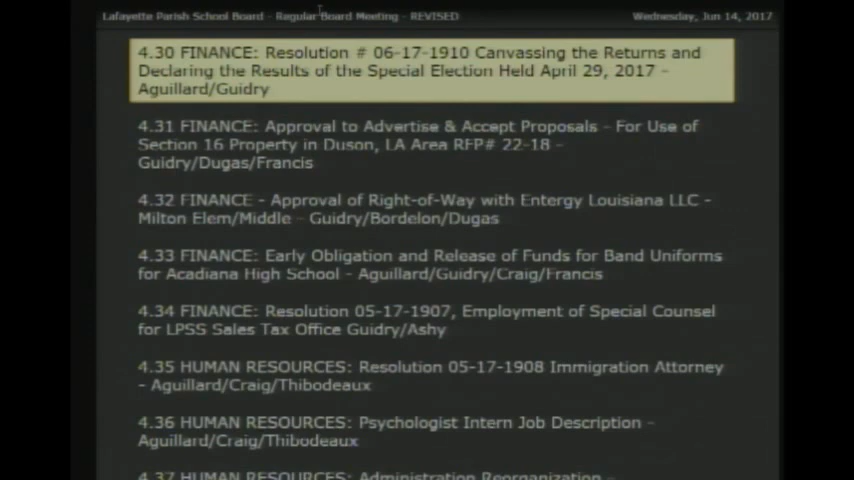 Lafayette Parish School Board - Regular Board Meeting - REVISED
Wednesday, Jun 14, 2017
4.30 FINANCE: Resolution # 06-17-1910 Canvassing the Returns and
Declaring the Results of the Special Election Held April 29, 2017 -
Aguillard/Guidry
4.31 FINANCE: Approval to Advertise & Accept Proposals - For Use of
Section 16 Property in Duson, LA Area RFP# 22-18 -
Guidry/Dugas/Francis
4.32 FINANCE - Approval of Right-of-Way with Entergy Louisiana LLC -
Milton Elem/Middle - Guidry/Bordelon/Dugas
4.33 FINANCE: Early Obligation and Release of Funds for Band Uniforms
for Acadiana High School - Aguillard/Guidry/Craig/Francis
4.34 FINANCE: Resolution 05-17-1907, Employment of Special Counsel
for LPSS Sales Tax Office Guidry/Ashy
4.35 HUMAN RESOURCES: Resolution 05-17-1908 Immigration Attorney
- Aguillard/Craig/Thibodeaux
4.36 HUMAN RESOURCES: Psychologist Intern Job Description -
Aguillard/Craig/Thibodeaux
4.37 HUMAN RESOURCES: Administration Reorganization -